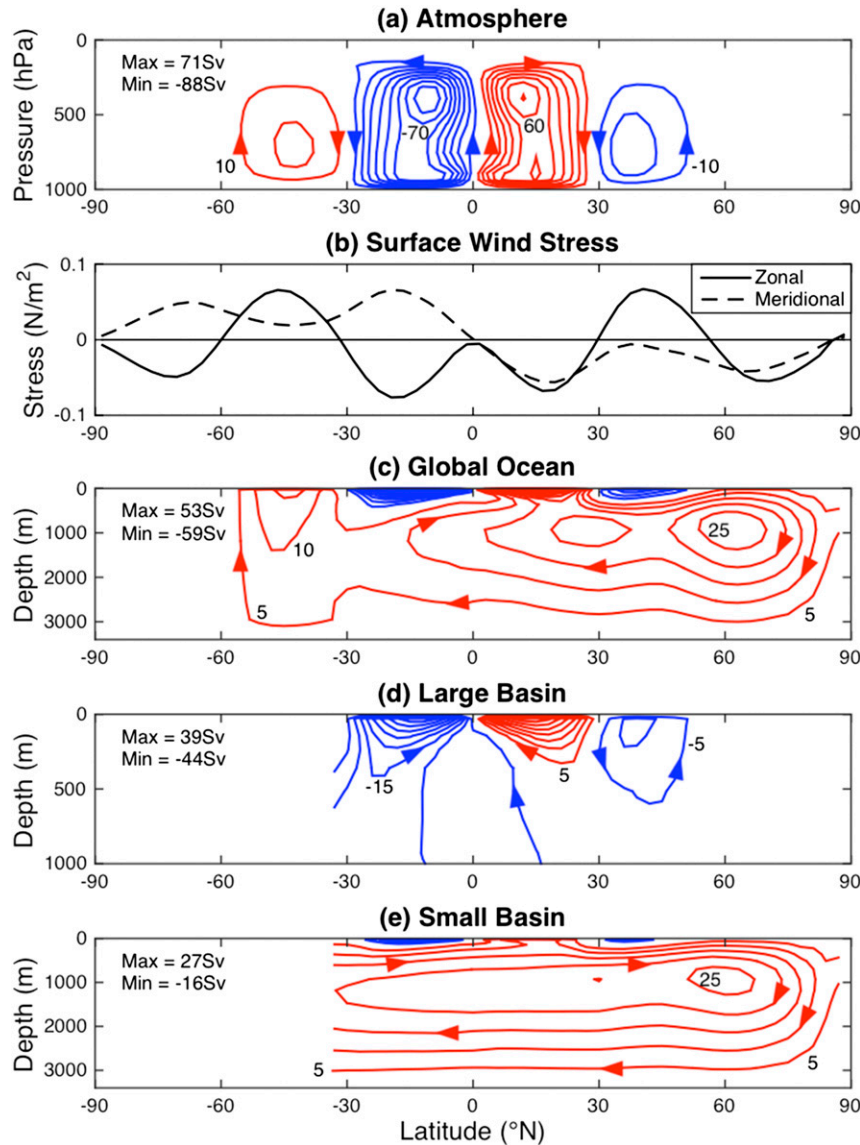 (a) Atmosphere
Max = 71Sv
Min = -88Sv
Pressure (hPa)
0
500
1000
10
-70
60
-10
-90 -60 -30 0 30 60 90
(b) Surface Wind Stress
Stress (N/m²)
0.1
0
-0.1
Zonal
Meridional
-90 -60 -30 0 30 60 90
(c) Global Ocean
Max = 53Sv
Min = -59Sv
Depth (m)
0
1000
2000
3000
10
25
5
5
-90 -60 -30 0 30 60 90
(d) Large Basin
Max = 39Sv
Min = -44Sv
Depth (m)
0
500
1000
-15
5
-5
-90 -60 -30 0 30 60 90
(e) Small Basin
Max = 27Sv
Min = -16Sv
Depth (m)
0
1000
2000
3000
25
5
5
-90 -60 -30 0 30 60 90
Latitude (°N)